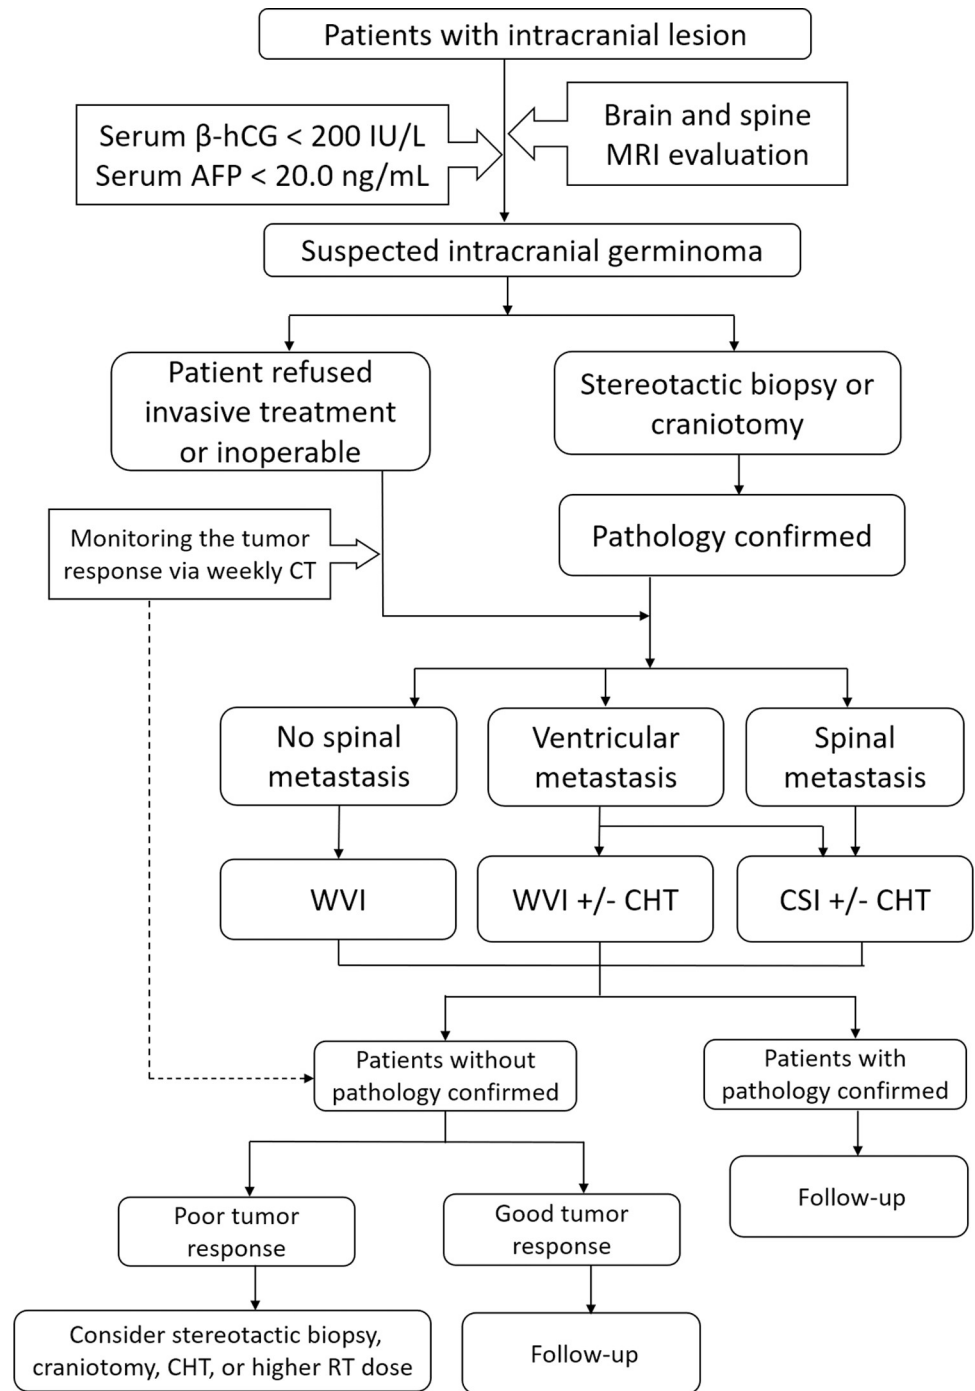 Patients with intracranial lesion
Serum β-hCG < 200 IU/L
Serum AFP < 20.0 ng/mL
Brain and spine
MRI evaluation
Suspected intracranial germinoma
Patient refused
invasive treatment
or inoperable
Stereotactic biopsy or
craniotomy
Pathology confirmed
Monitoring the tumor
response via weekly CT
No spinal
metastasis
Ventricular
metastasis
Spinal
metastasis
WVI
WVI +/- CHT
CSI +/- CHT
Patients without
pathology confirmed
Patients with
pathology confirmed
Poor tumor
response
Good tumor
response
Follow-up
Consider stereotactic biopsy,
craniotomy, CHT, or higher RT dose
Follow-up